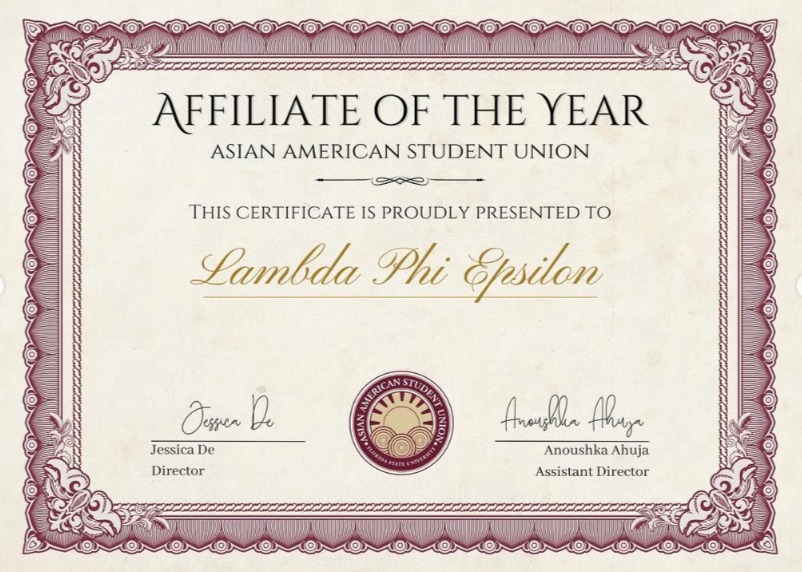 AFFILIATE OF THE YEAR
ASIAN AMERICAN STUDENT UNION
THIS CERTIFICATE IS PROUDLY PRESENTED TO
Lambda Phi Epsilon
Jessica De
Jessica De
Director
ASIAN AMERICAN STUDENT UNION
FLORIDA STATE UNIVERSITY
Anoushka Ahuja
Anoushka Ahuja
Assistant Director